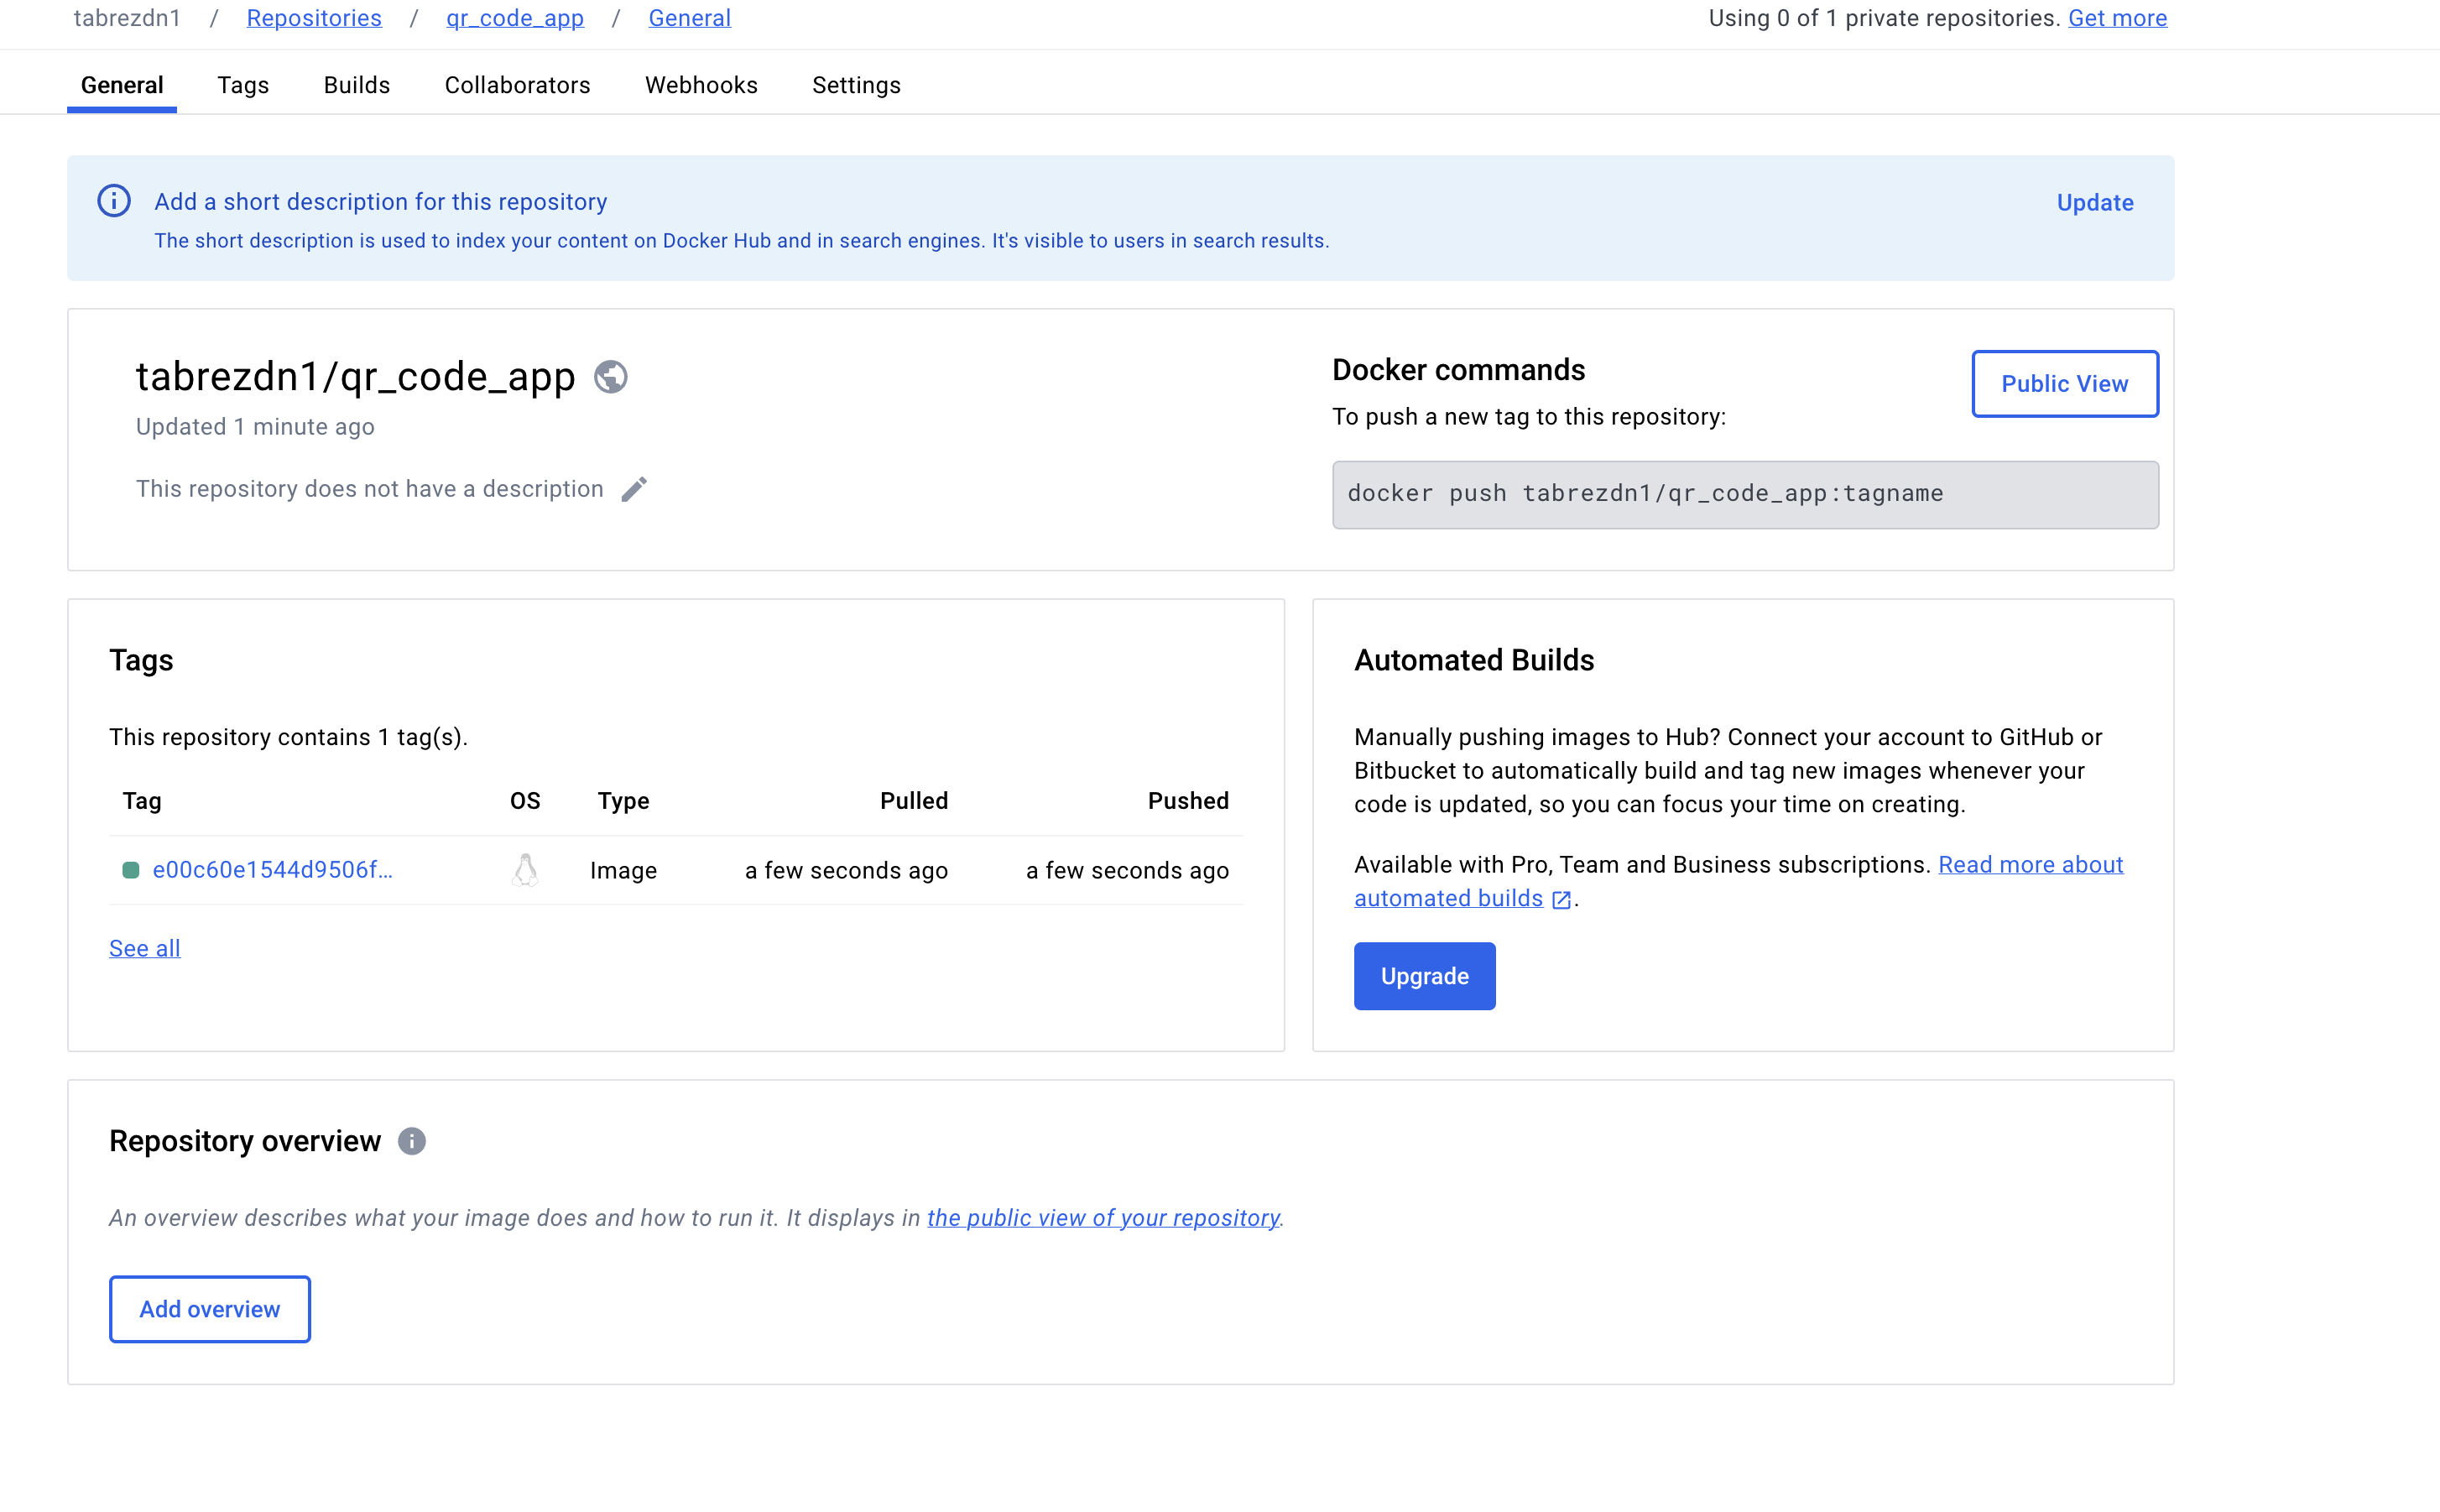 tabrezdn1 / Repositories / qr_code_app / General
Using 0 of 1 private repositories. Get more
General Tags Builds Collaborators Webhooks Settings
Add a short description for this repository
Update
The short description is used to index your content on Docker Hub and in search engines. It's visible to users in search results.
tabrezdn1/qr_code_app
Updated 1 minute ago
This repository does not have a description
Docker commands
Public View
To push a new tag to this repository:
docker push tabrezdn1/qr_code_app:tagname
Tags
This repository contains 1 tag(s).
Tag OS Type Pulled Pushed
e00c60e1544d9506f... Image a few seconds ago a few seconds ago
See all
Automated Builds
Manually pushing images to Hub? Connect your account to GitHub or
Bitbucket to automatically build and tag new images whenever your
code is updated, so you can focus your time on creating.
Available with Pro, Team and Business subscriptions. Read more about
automated builds.
Upgrade
Repository overview
An overview describes what your image does and how to run it. It displays in the public view of your repository.
Add overview